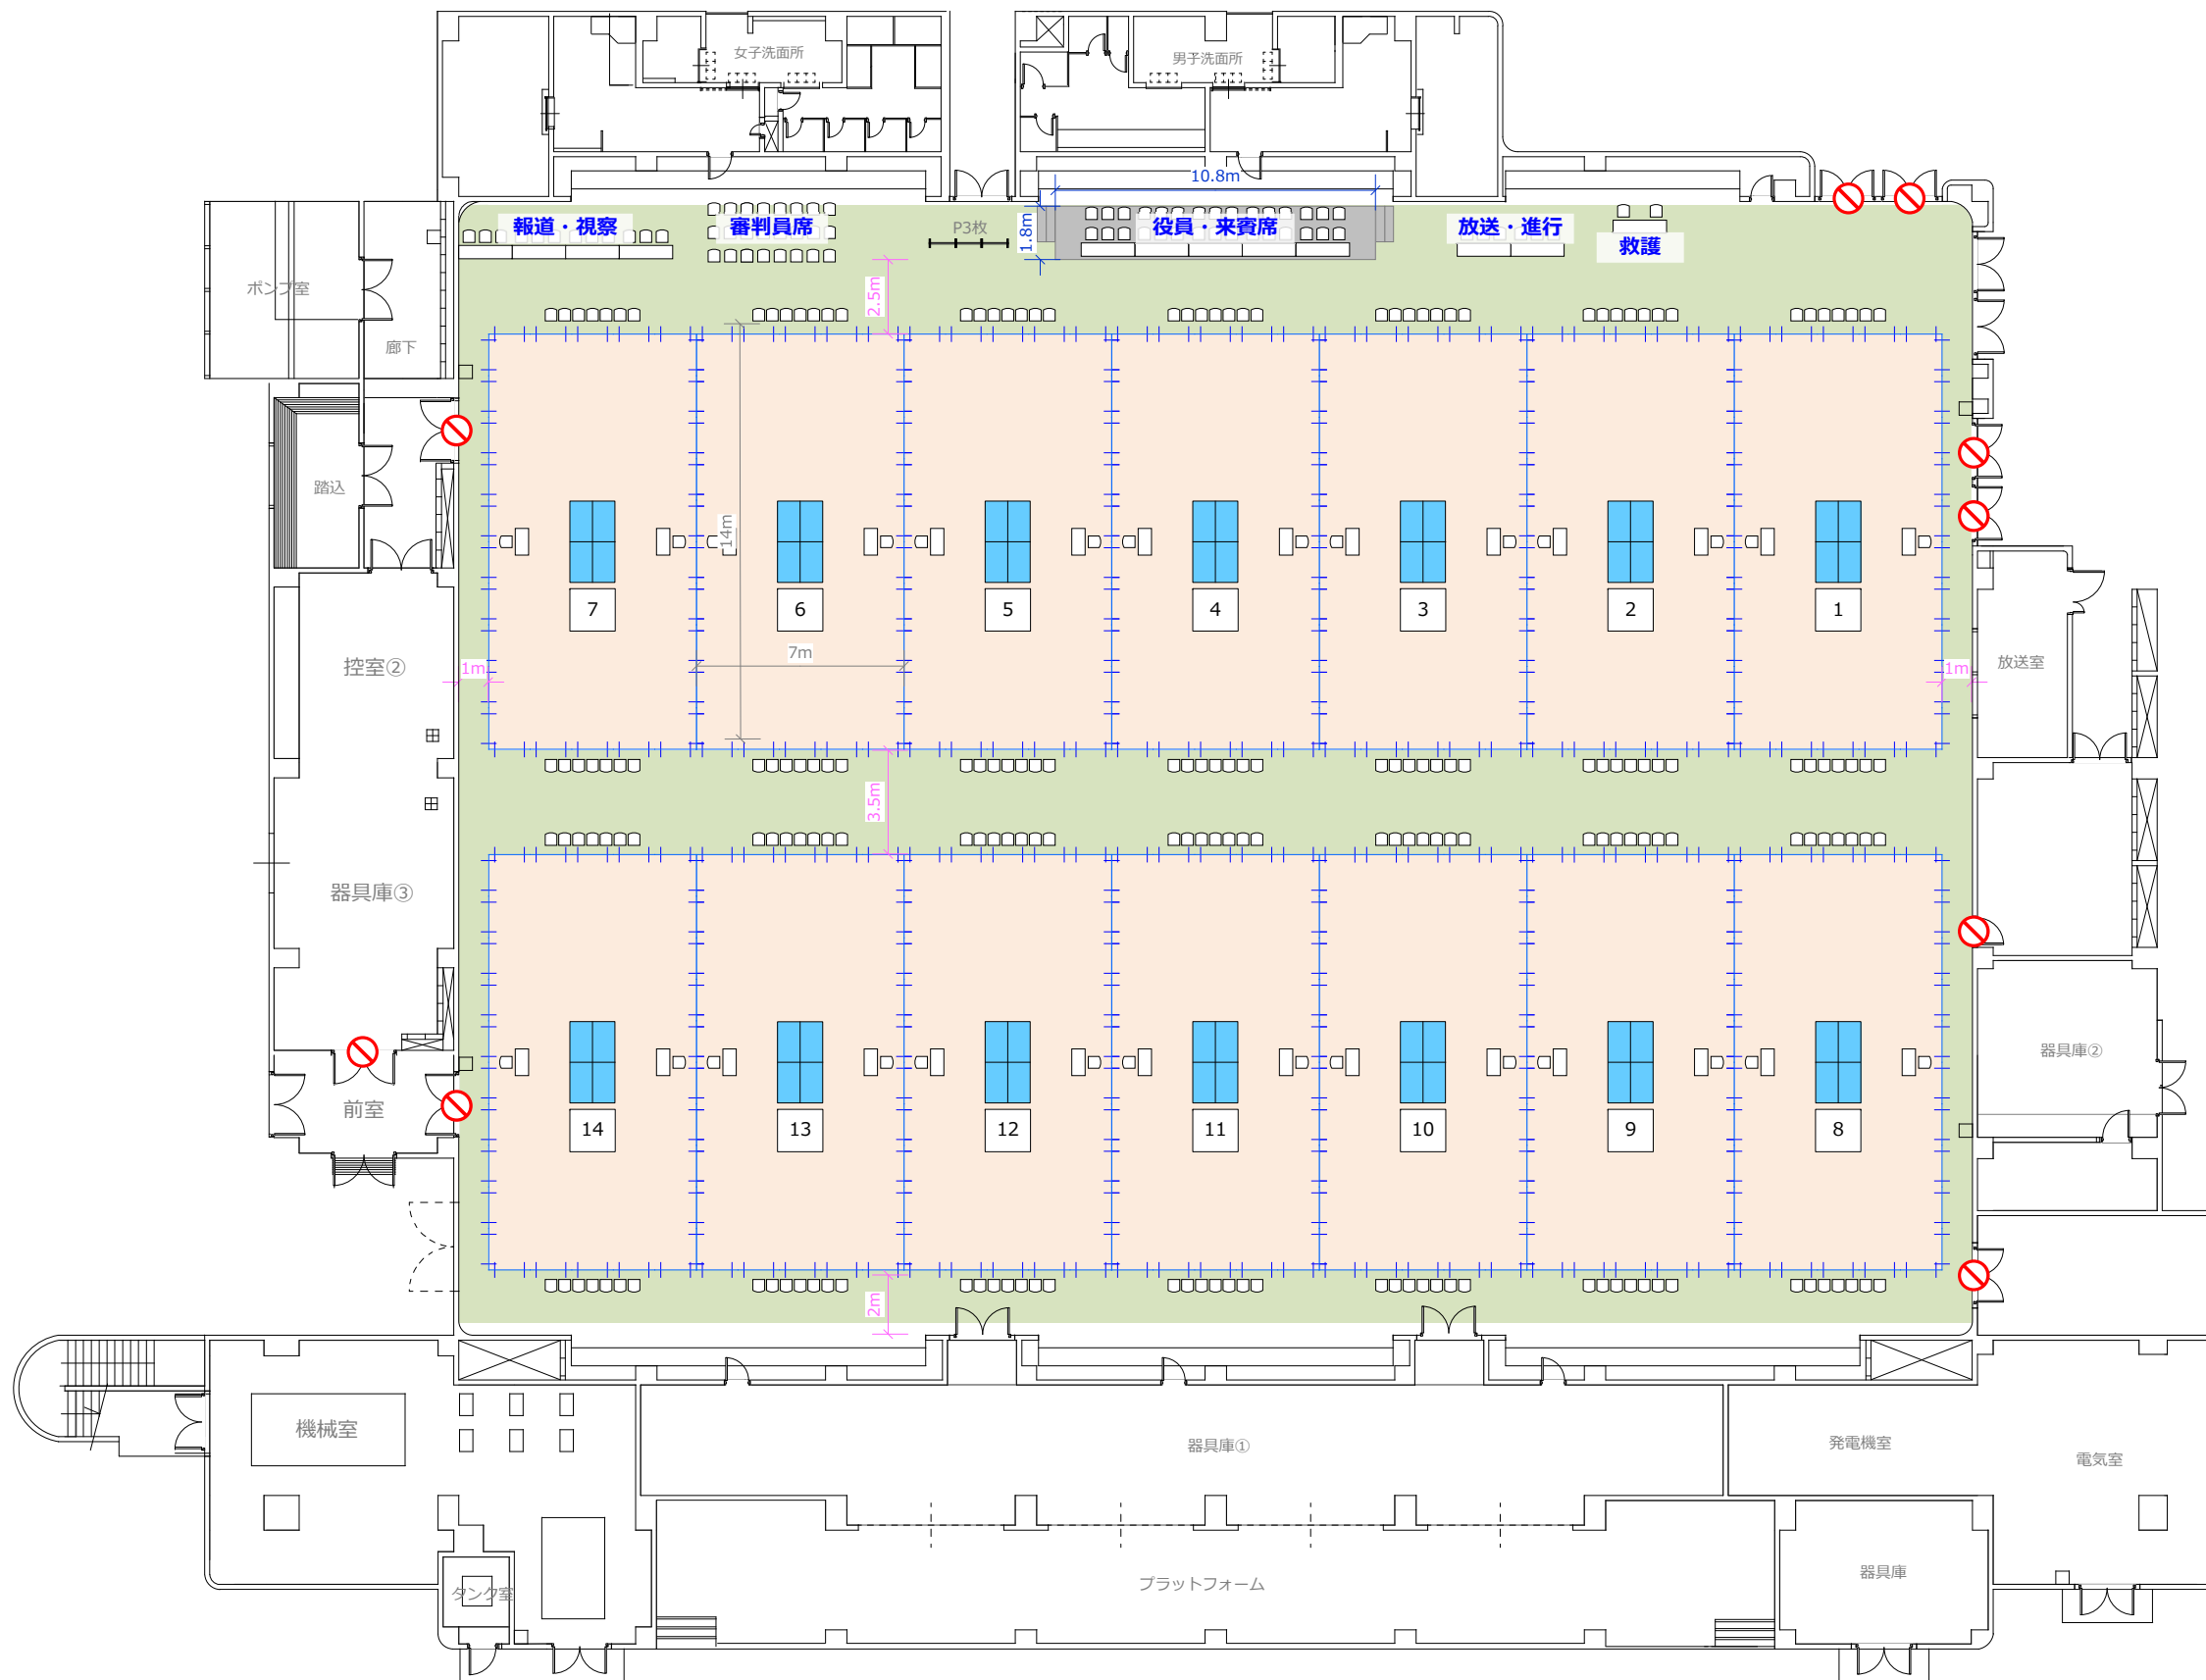 女子洗面所
男子洗面所
10.8m
報道・視察
審判員席
P3枚
1.8m
役員・来賓席
放送・進行
救護
ポンプ室
2.5m
廊下
踏込
14m
7
6
5
4
3
2
1
7m
控室②
1m
1m
放送室
3.5m
器具庫③
器具庫②
前室
14
13
12
11
10
9
8
2m
機械室
器具庫①
発電機室
電気室
タンク室
プラットフォーム
器具庫